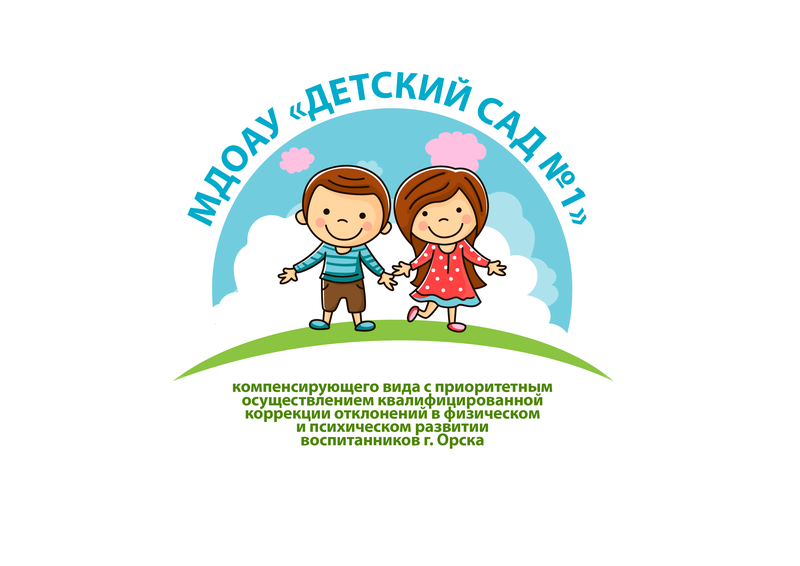 МДОАУ «ДЕТСКИЙ САД №1»
компенсирующего вида с приоритетным
осуществлением квалифицированной
коррекции отклонений в физическом
и психическом развитии
воспитанников г. Орска